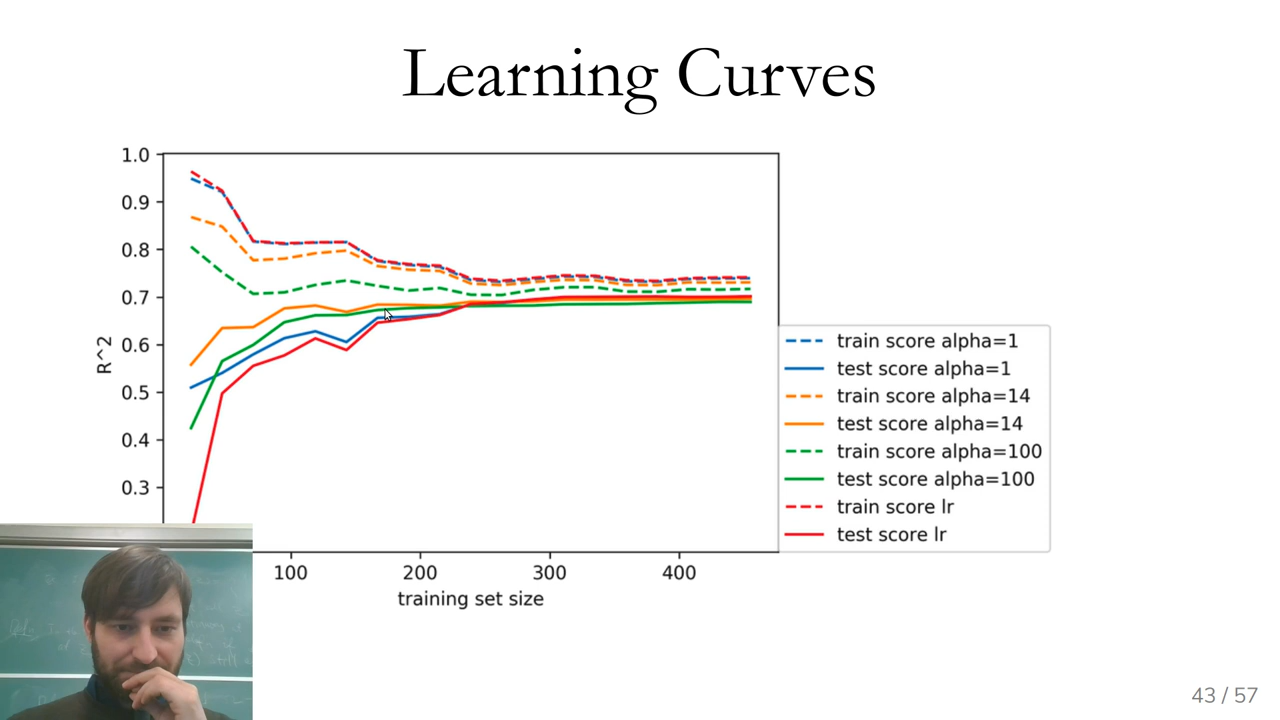 Learning Curves
1.0
0.9
0.8
0.7
0.6
0.5
0.4
0.3
R^2
100 200 300 400
training set size
train score alpha=1
test score alpha=1
train score alpha=14
test score alpha=14
train score alpha=100
test score alpha=100
train score lr
test score lr
43 / 57